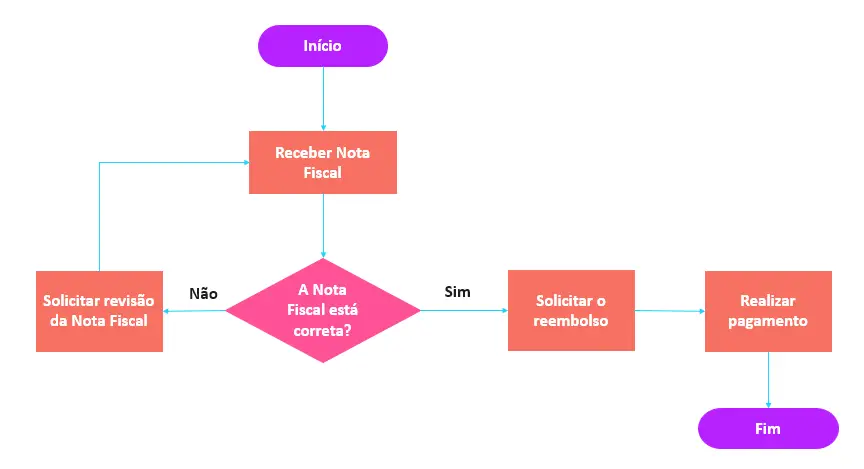 Início
Receber Nota
Fiscal
A Nota
Fiscal está
correta?
Não
Sim
Solicitar revisão
da Nota Fiscal
Solicitar o
reembolso
Realizar
pagamento
Fim